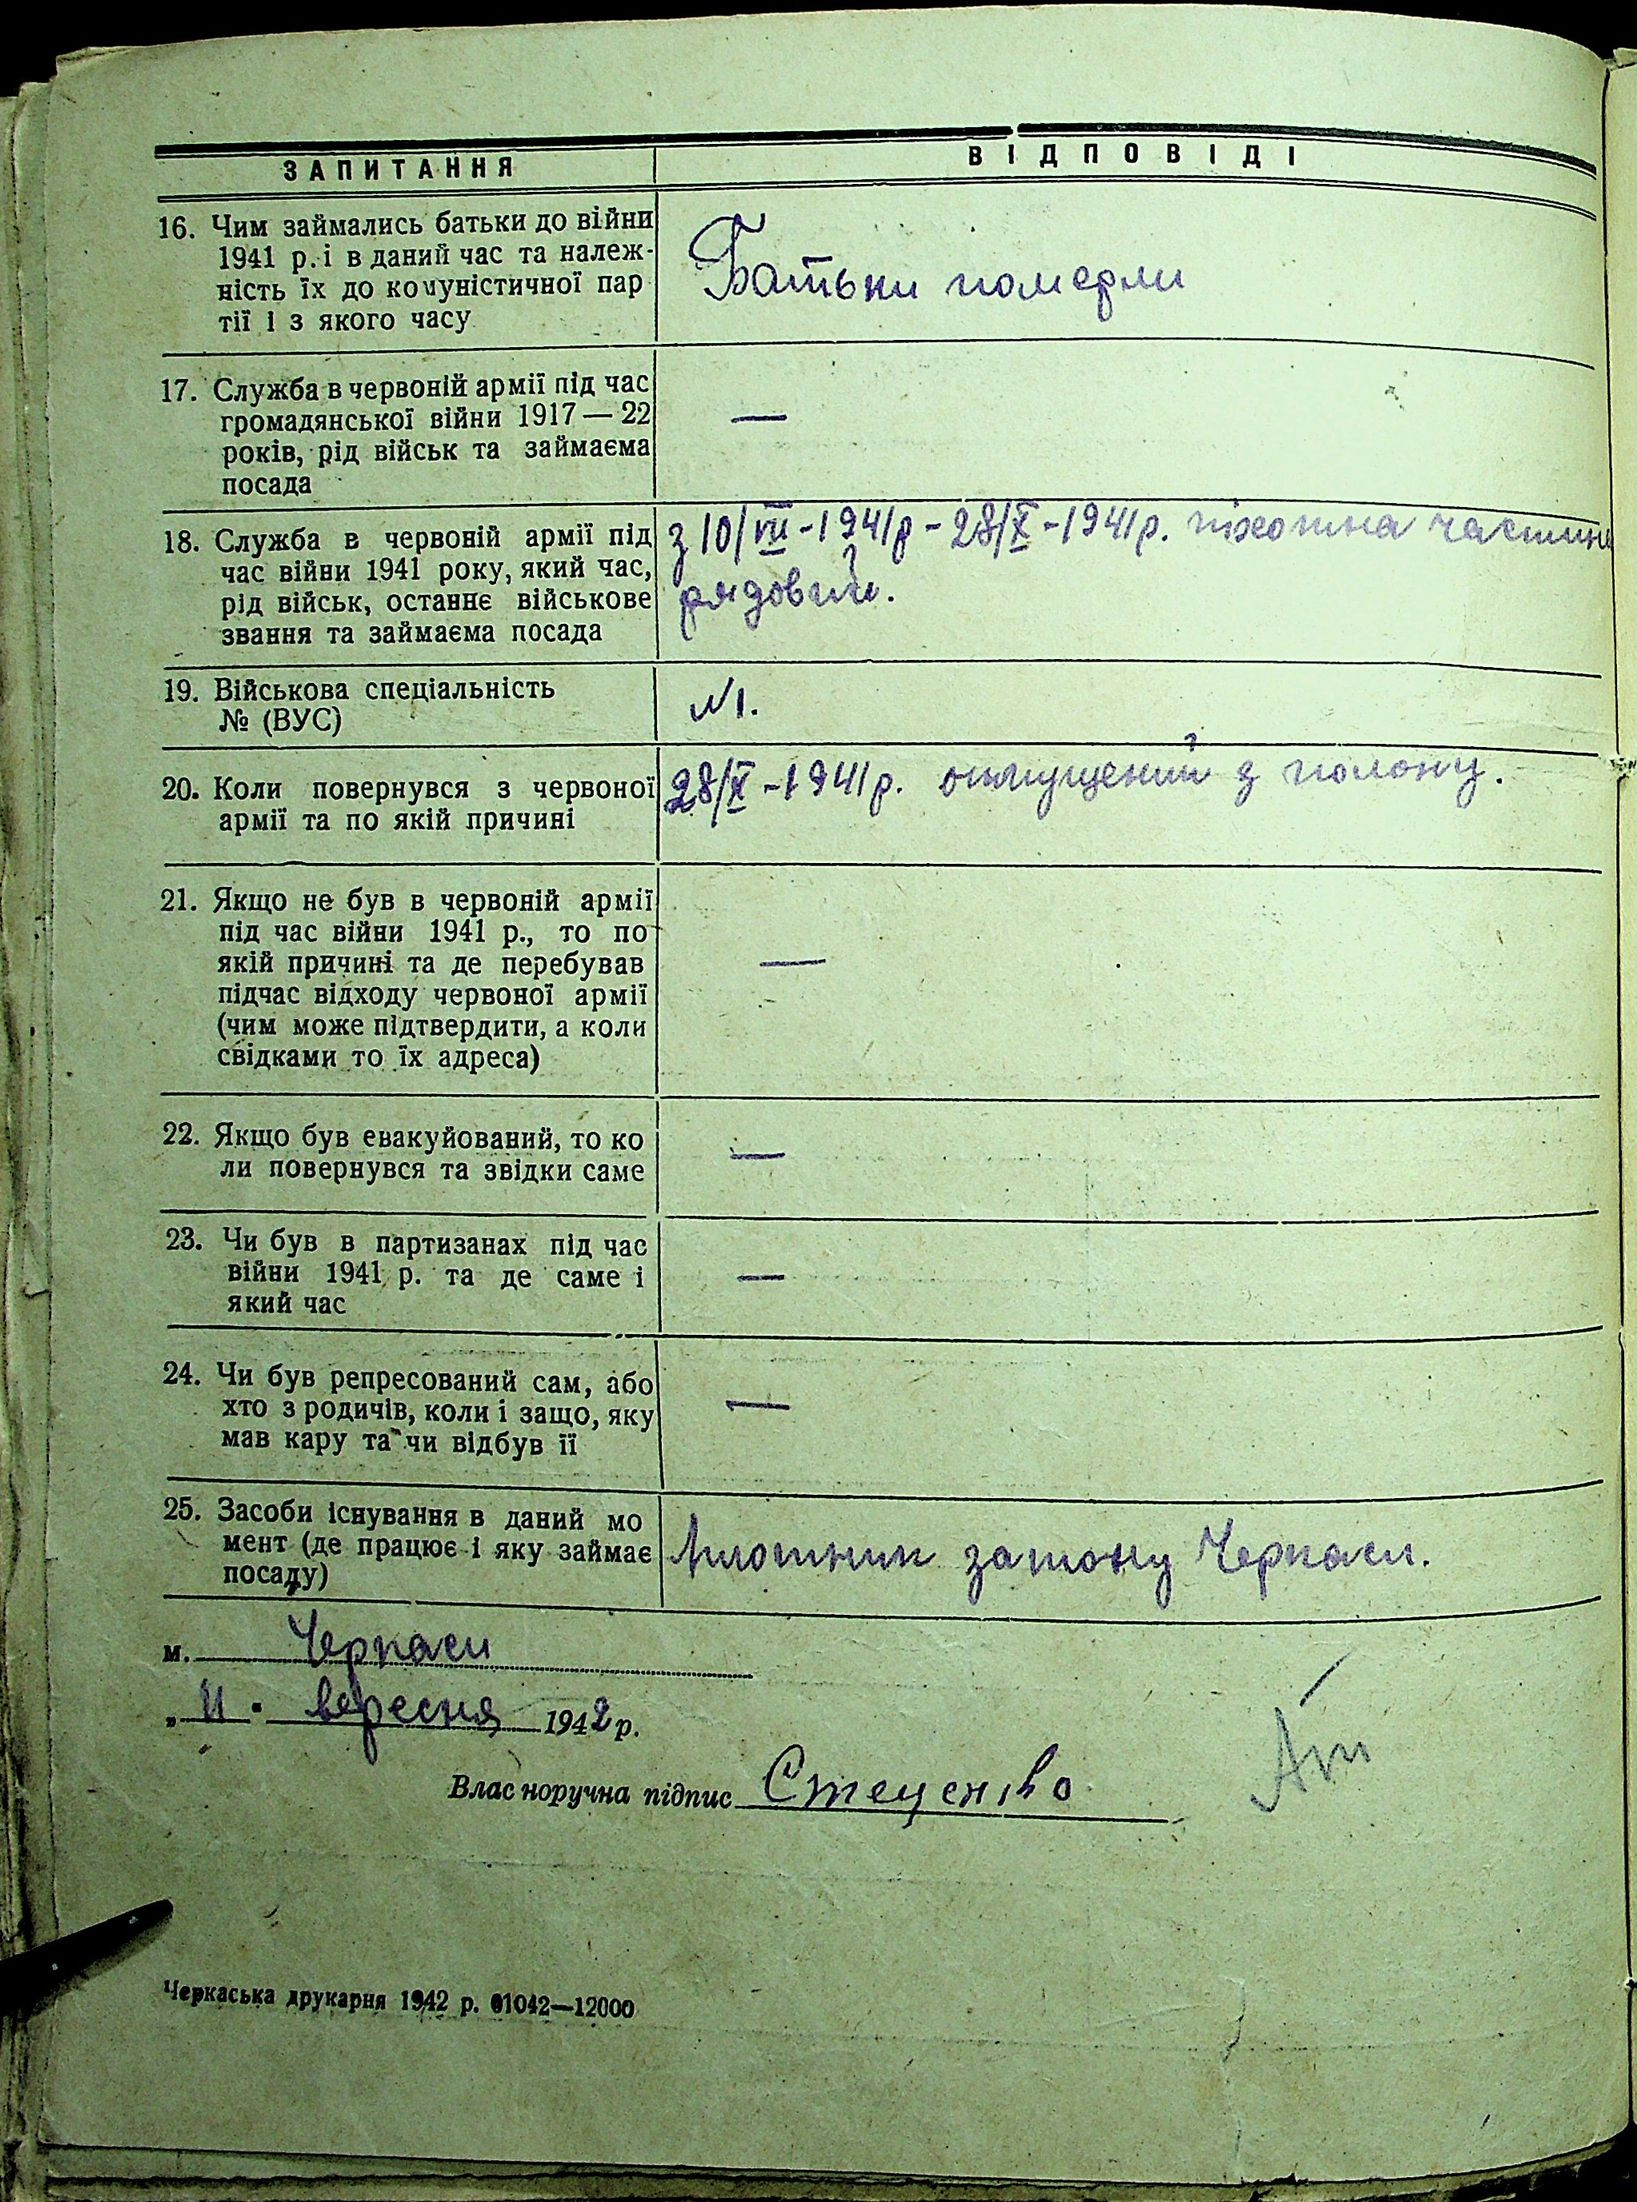 ЗАПИТАННЯ
ВІДПОВІДІ
16. Чим займались батьки до війни
1941 р. і в даний час та належ-
ність їх до комуністичної пар
тії і з якого часу
Батьки померли
17. Служба в червоній армії під час
громадянської війни 1917 — 22
років, рід військ та займаєма
посада
—
18. Служба в червоній армії під
час війни 1941 року, який час,
рід військ, останнє військове
звання та займаєма посада
з 10/VII-1941р - 28/X-1941р. піхотна частина
рядовий.
19. Військова спеціальність
№ (ВУС)
№1.
20. Коли повернувся з червоної
армії та по якій причині
28/X-1941р. отпущений з полону.
21. Якщо не був в червоній армії
під час війни 1941 р., то по
якій причині та де перебував
підчас відходу червоної армії
(чим може підтвердити, а коли
свідками то їх адреса)
—
22. Якщо був евакуйований, то ко
ли повернувся та звідки саме
—
23. Чи був в партизанах під час
війни 1941 р. та де саме і
який час
—
24. Чи був репресований сам, або
хто з родичів, коли і защо, яку
мав кару та чи відбув її
—
25. Засоби існування в даний мо
мент (де працює і яку займає
посаду)
Плотник затону Черкаси.
м. Черкаси
„11" вересня 1942 р.
Власноручна підпис Стеценко
Черкаська друкарня 1942 р. 01042—12000